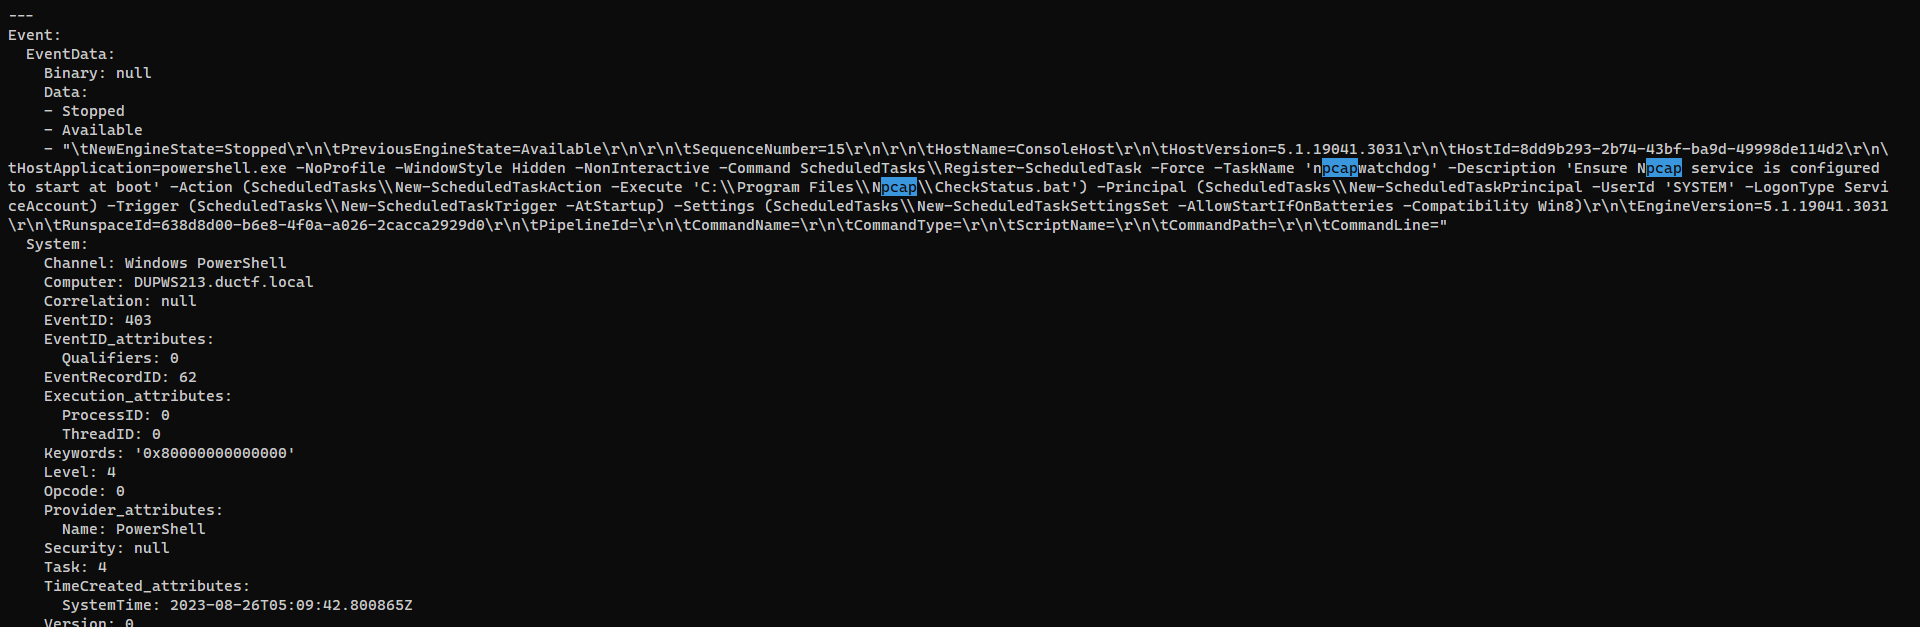 ---
Event:
  EventData:
    Binary: null
    Data:
    - Stopped
    - Available
    - "\tNewEngineState=Stopped\r\n\tPreviousEngineState=Available\r\n\r\n\tSequenceNumber=15\r\n\r\n\tHostName=ConsoleHost\r\n\tHostVersion=5.1.19041.3031\r\n\tHostId=8dd9b293-2b74-43bf-ba9d-49998de114d2\r\n\
tHostApplication=powershell.exe -NoProfile -WindowStyle Hidden -NonInteractive -Command ScheduledTasks\\Register-ScheduledTask -Force -TaskName 'npcapwatchdog' -Description 'Ensure Npcap service is configured
to start at boot' -Action (ScheduledTasks\\New-ScheduledTaskAction -Execute 'C:\\Program Files\\Npcap\\CheckStatus.bat') -Principal (ScheduledTasks\\New-ScheduledTaskPrincipal -UserId 'SYSTEM' -LogonType Servi
ceAccount) -Trigger (ScheduledTasks\\New-ScheduledTaskTrigger -AtStartup) -Settings (ScheduledTasks\\New-ScheduledTaskSettingsSet -AllowStartIfOnBatteries -Compatibility Win8)\r\n\tEngineVersion=5.1.19041.3031
\r\n\tRunspaceId=638d8d00-b6e8-4f0a-a026-2cacca2929d0\r\n\tPipelineId=\r\n\tCommandName=\r\n\tCommandType=\r\n\tScriptName=\r\n\tCommandPath=\r\n\tCommandLine="
  System:
    Channel: Windows PowerShell
    Computer: DUPWS213.ductf.local
    Correlation: null
    EventID: 403
    EventID_attributes:
      Qualifiers: 0
    EventRecordID: 62
    Execution_attributes:
      ProcessID: 0
      ThreadID: 0
    Keywords: '0x80000000000000'
    Level: 4
    Opcode: 0
    Provider_attributes:
      Name: PowerShell
    Security: null
    Task: 4
    TimeCreated_attributes:
      SystemTime: 2023-08-26T05:09:42.800865Z
    Version: 0